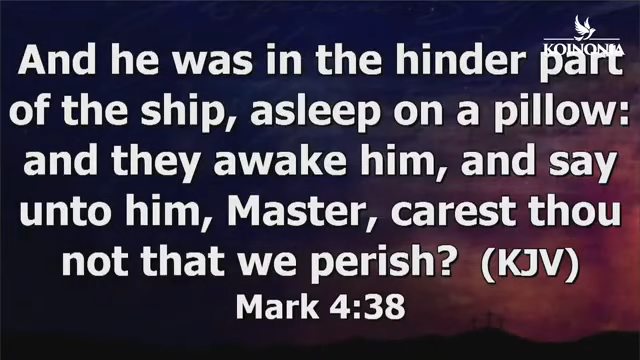 KOINONIA
And he was in the hinder part
of the ship, asleep on a pillow:
and they awake him, and say
unto him, Master, carest thou
not that we perish? (KJV)
Mark 4:38